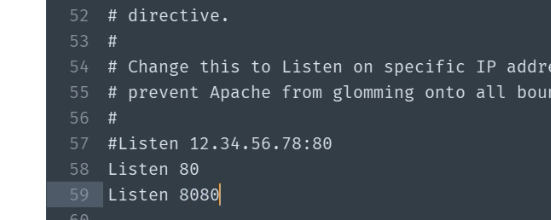 52 # directive.
53 #
54 # Change this to Listen on specific IP
55 # prevent Apache from glomming onto all
56 #
57 #Listen 12.34.56.78:80
58 Listen 80
59 Listen 8080
60